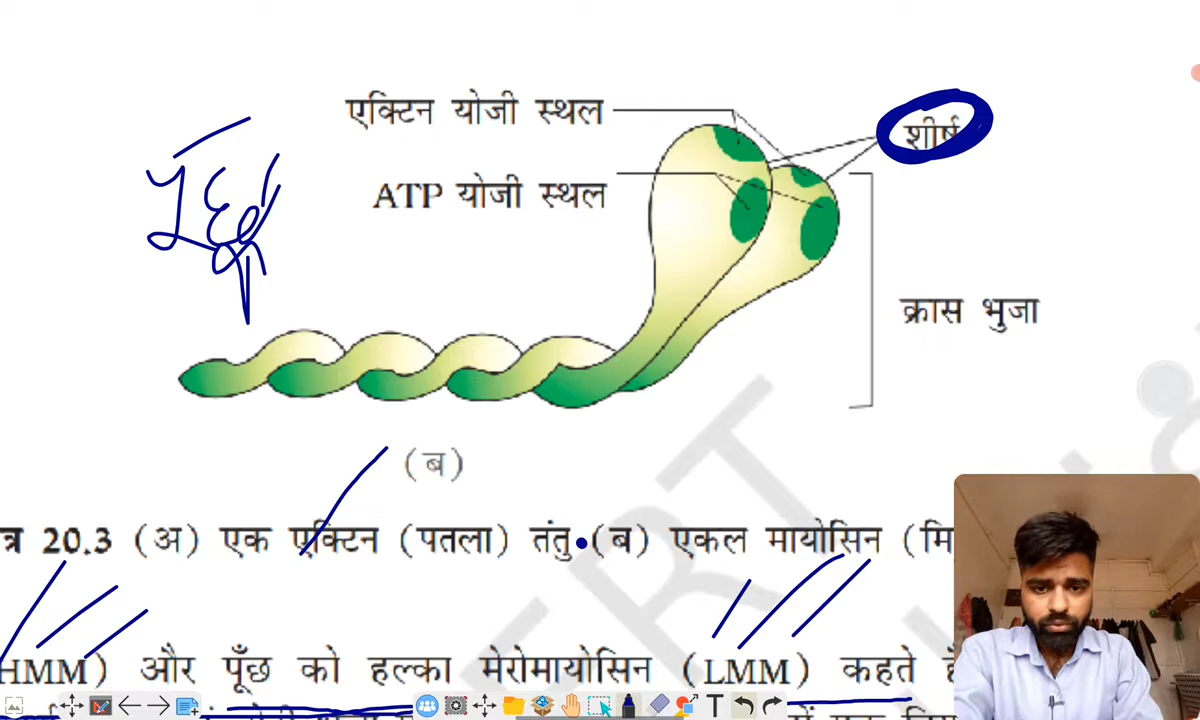 एक्टिन योजी स्थल
शीर्ष
ATP योजी स्थल
क्रास भुजा
(ब)
20.3 (अ) एक एक्टिन (पतला) तंतु (ब) एकल मायोसिन
HMM) और पूँछ को हल्का मेरोमायोसिन (LMM) कहते